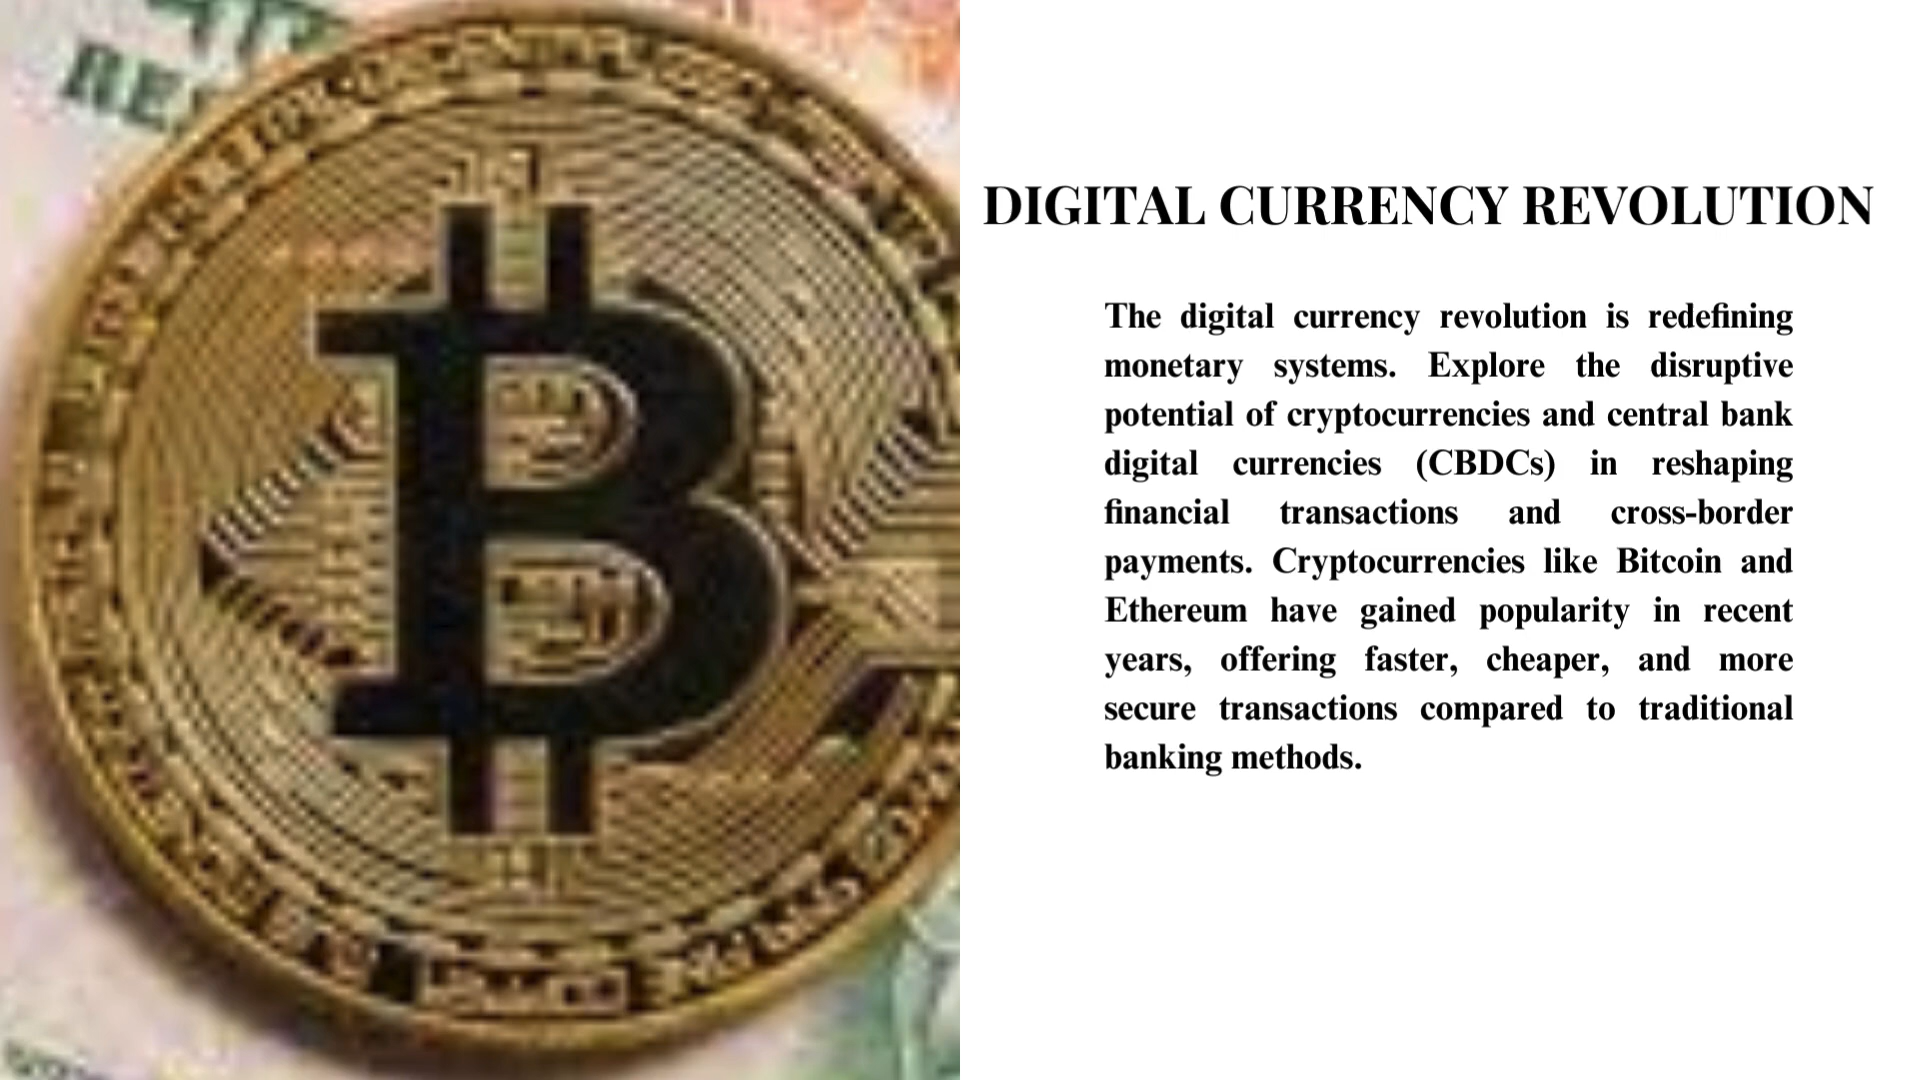 DIGITAL CURRENCY REVOLUTION
The digital currency revolution is redefining
monetary systems. Explore the disruptive
potential of cryptocurrencies and central bank
digital currencies (CBDCs) in reshaping
financial transactions and cross-border
payments. Cryptocurrencies like Bitcoin and
Ethereum have gained popularity in recent
years, offering faster, cheaper, and more
secure transactions compared to traditional
banking methods.